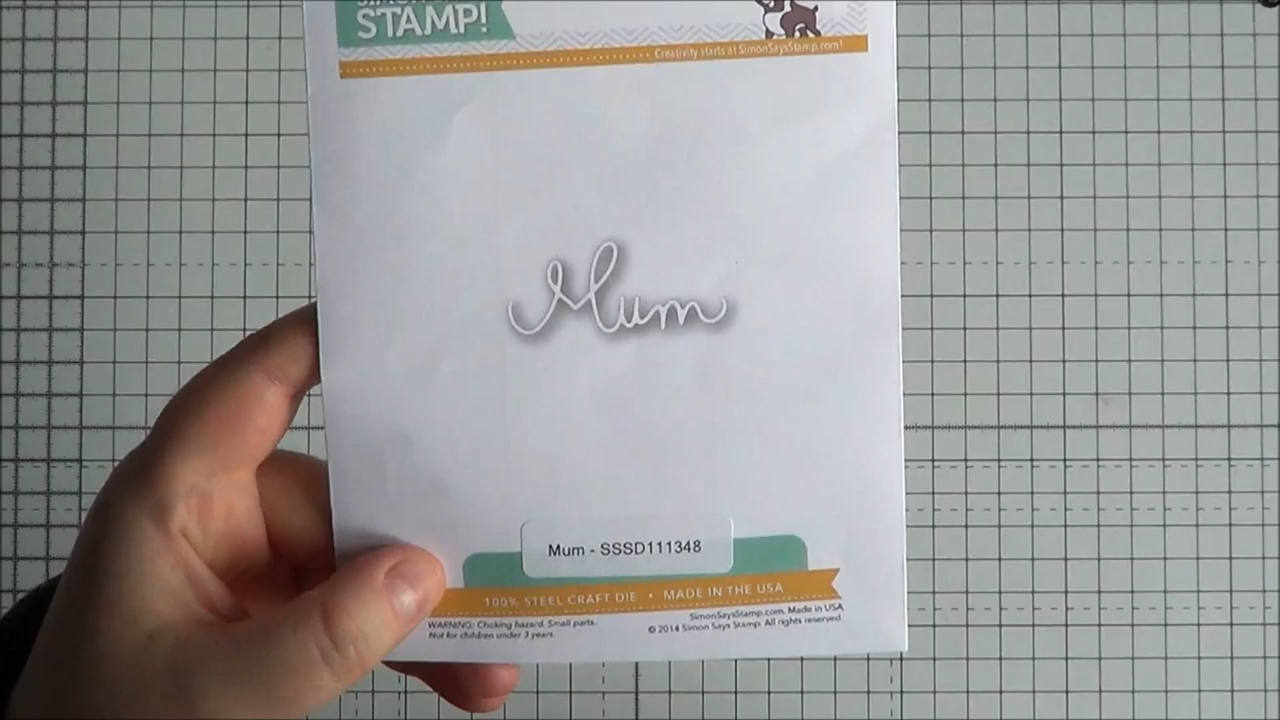 STAMP!
Creativity starts at SimonSaysStamp.com!
Mum
Mum - SSSD111348
100% STEEL CRAFT DIE • MADE IN THE USA
WARNING: Choking hazard. Small parts.
Not for children under 3 years.
SimonSaysStamp.com. Made in USA
© 2014 Simon Says Stamp. All rights reserved.